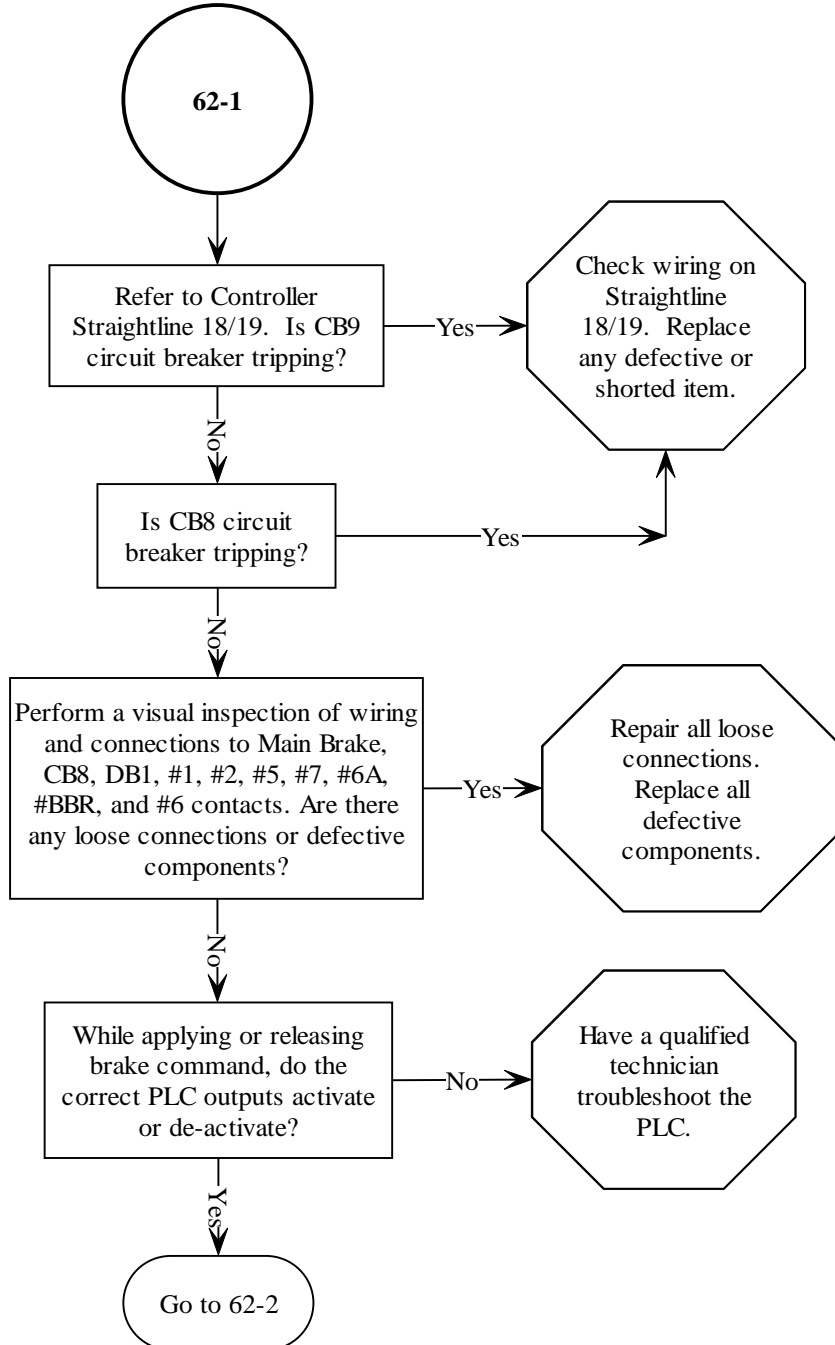 62-1
Refer to Controller
Straightline 18/19.  Is CB9
circuit breaker tripping?
Yes
Check wiring on
Straightline
18/19.  Replace
any defective or
shorted item.
No
Is CB8 circuit
breaker tripping?
Yes
No
Perform a visual inspection of wiring
and connections to Main Brake,
CB8, DB1, #1, #2, #5, #7, #6A,
#BBR, and #6 contacts. Are there
any loose connections or defective
components?
Yes
Repair all loose
connections.
Replace all
defective
components.
No
While applying or releasing
brake command, do the
correct PLC outputs activate
or de-activate?
No
Have a qualified
technician
troubleshoot the
PLC.
Yes
Go to 62-2